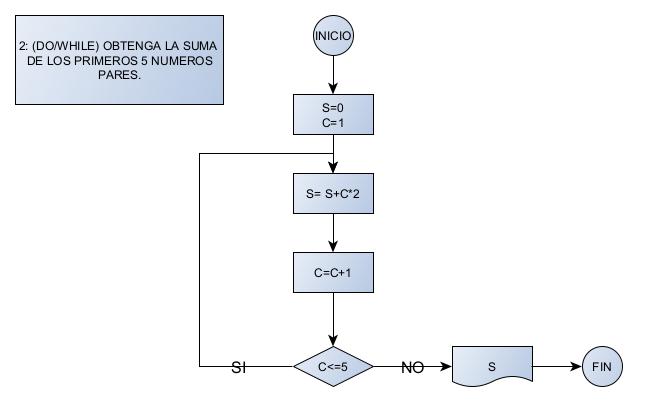 2: (DO/WHILE) OBTENGA LA SUMA
DE LOS PRIMEROS 5 NUMEROS
PARES.
INICIO
S=0
C=1
S= S+C*2
C=C+1
SI
C<=5
NO
S
FIN